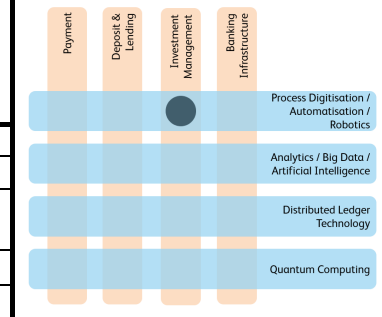 Payment
Deposit &
Lending
Investment
Management
Banking
Infrastructure
Process Digitisation /
Automatisation /
Robotics
Analytics / Big Data /
Artificial Intelligence
Distributed Ledger
Technology
Quantum Computing